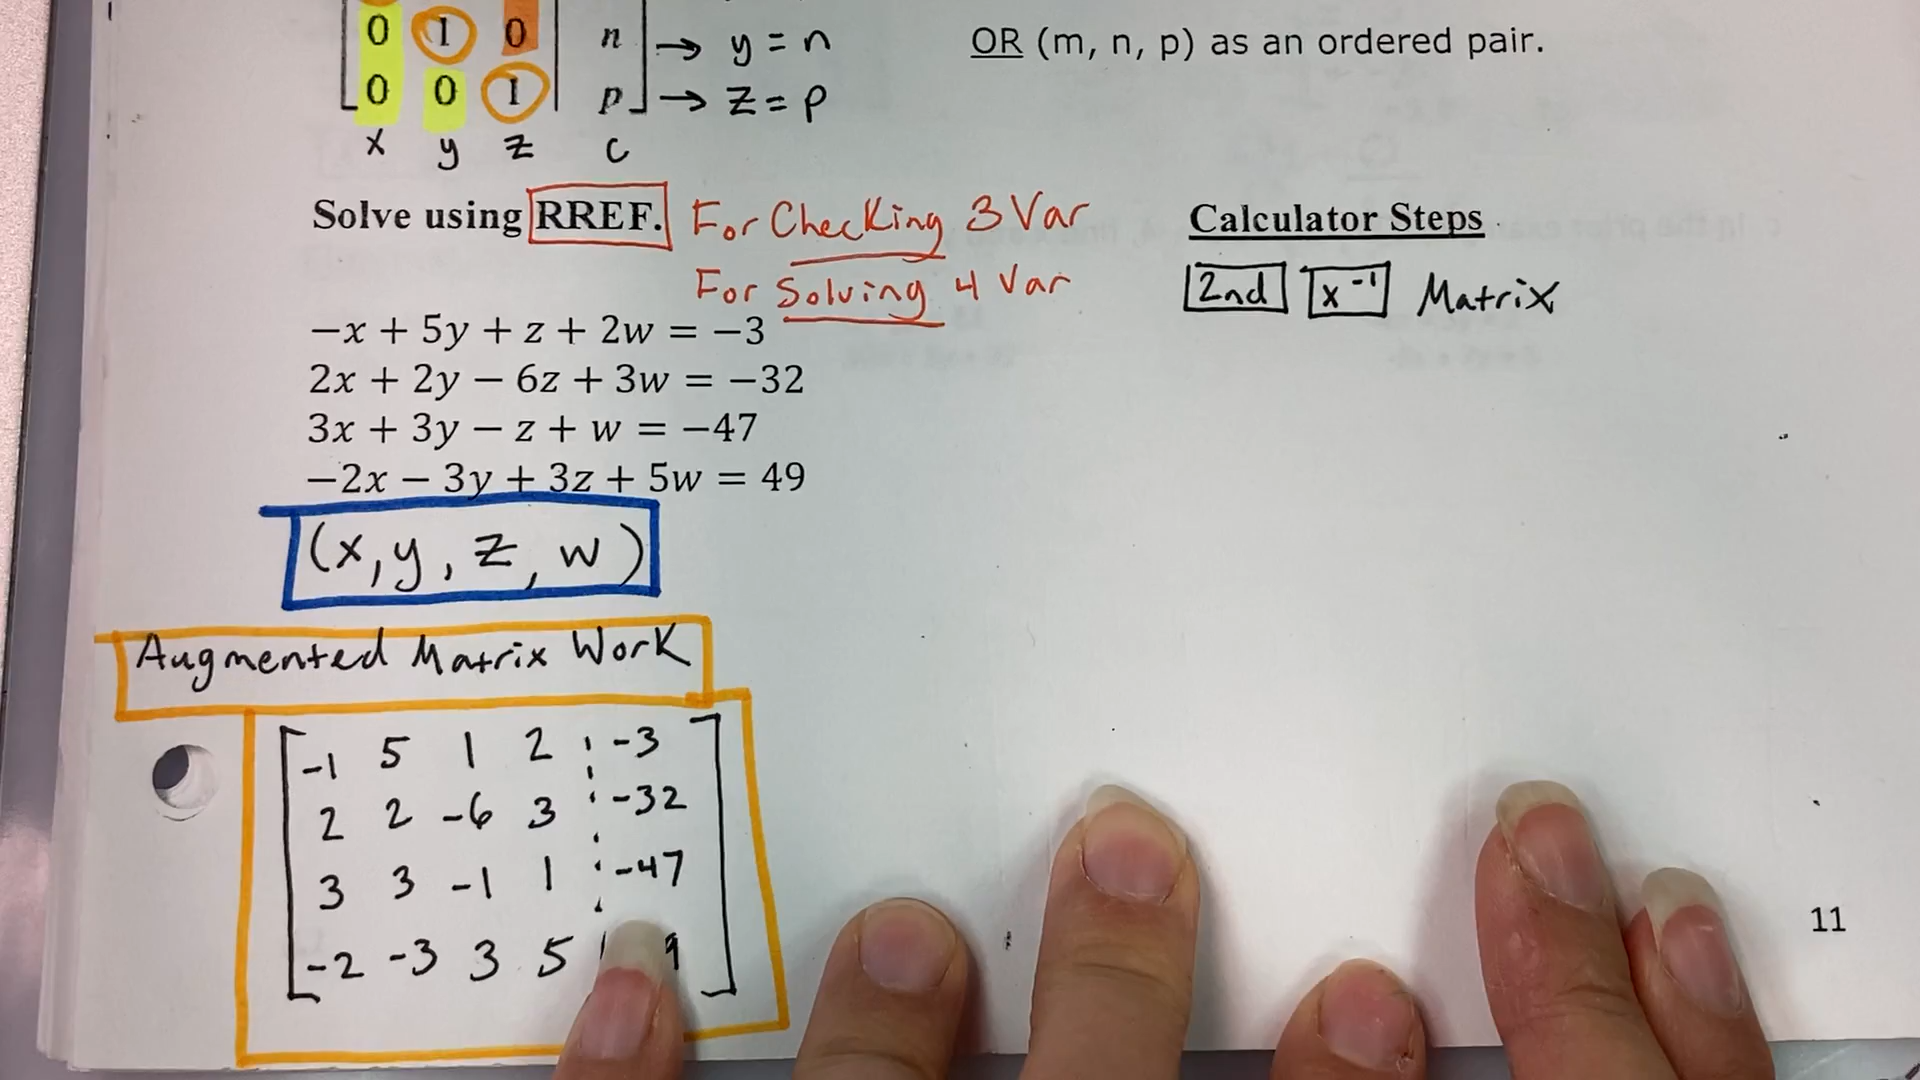 0 1 0 n → y = n
OR (m, n, p) as an ordered pair.
0 0 1 p → z = p
x y z c
Solve using RREF. For Checking 3 Var
For Solving 4 Var
−x + 5y + z + 2w = −3
2x + 2y − 6z + 3w = −32
3x + 3y − z + w = −47
−2x − 3y + 3z + 5w = 49
(x, y, z, w)
Augmented Matrix Work
-1 5 1 2 -3
2 2 -6 3 -32
3 3 -1 1 -47
-2 -3 3 5 9
Calculator Steps
2nd x⁻¹ Matrix
11